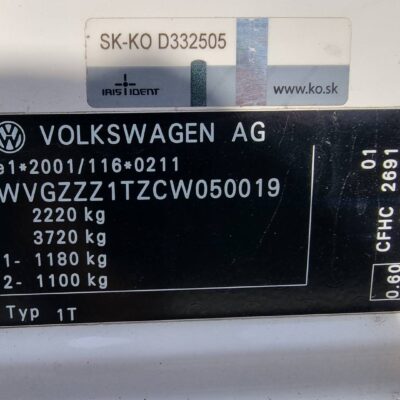 SK-KO D332505
IRIS IDENT
www.ko.sk
VOLKSWAGEN AG
e1*2001/116*0211
WVGZZZ1TZCW050019
2220 kg
3720 kg
1- 1180 kg
2- 1100 kg
Typ 1T
01
CFHC 2691
0.60